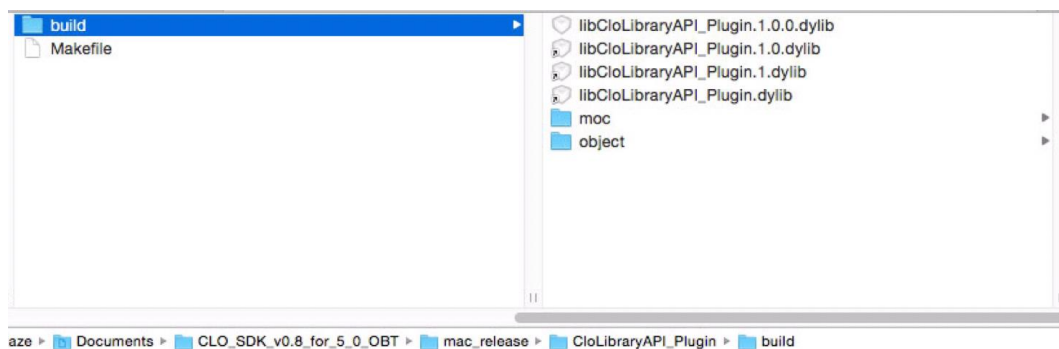 build
Makefile
libCloLibraryAPI_Plugin.1.0.0.dylib
libCloLibraryAPI_Plugin.1.0.dylib
libCloLibraryAPI_Plugin.1.dylib
libCloLibraryAPI_Plugin.dylib
moc
object
aze Documents CLO_SDK_v0.8_for_5_0_OBT mac_release CloLibraryAPI_Plugin build